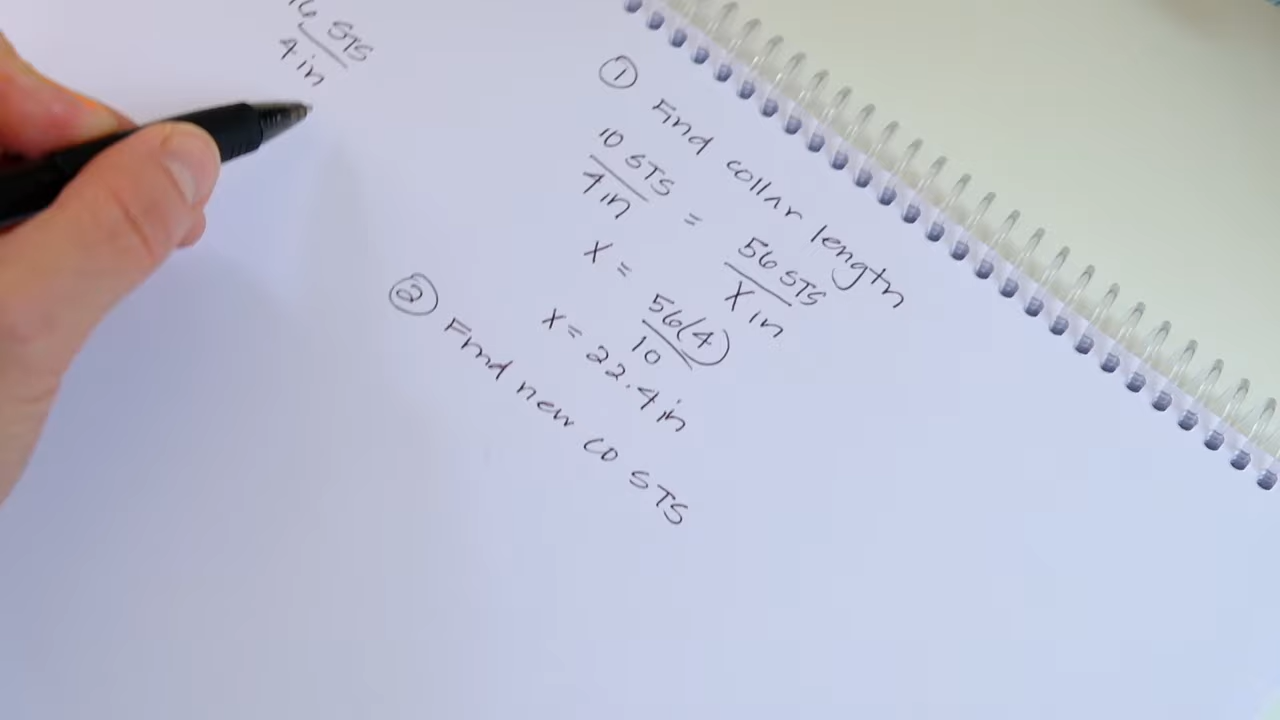 STS
4 in
① Find collar length
10 STS = 56 STS
4 in X in
X = 56(4)
10
X = 22.4 in
② Find new CO STS